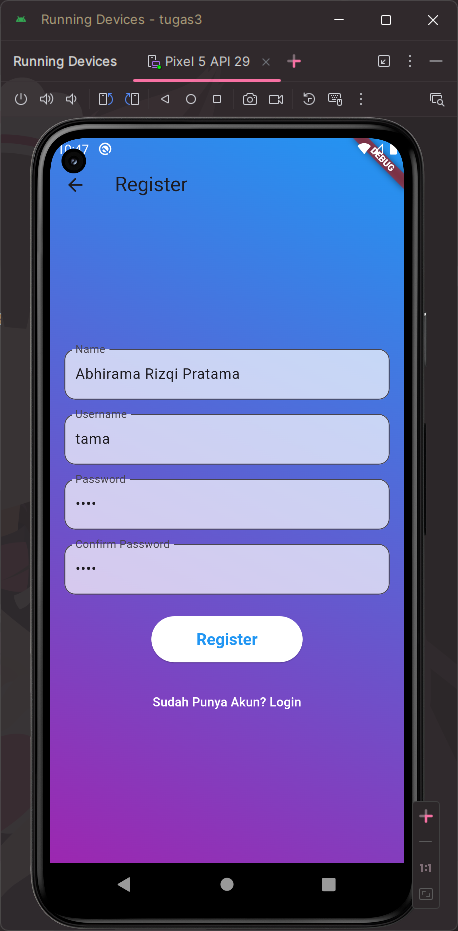 Running Devices - tugas3
Running Devices
Pixel 5 API 29
10:47
DEBUG
Register
Name
Abhirama Rizqi Pratama
Username
tama
Password
••••
Confirm Password
••••
Register
Sudah Punya Akun? Login
1:1